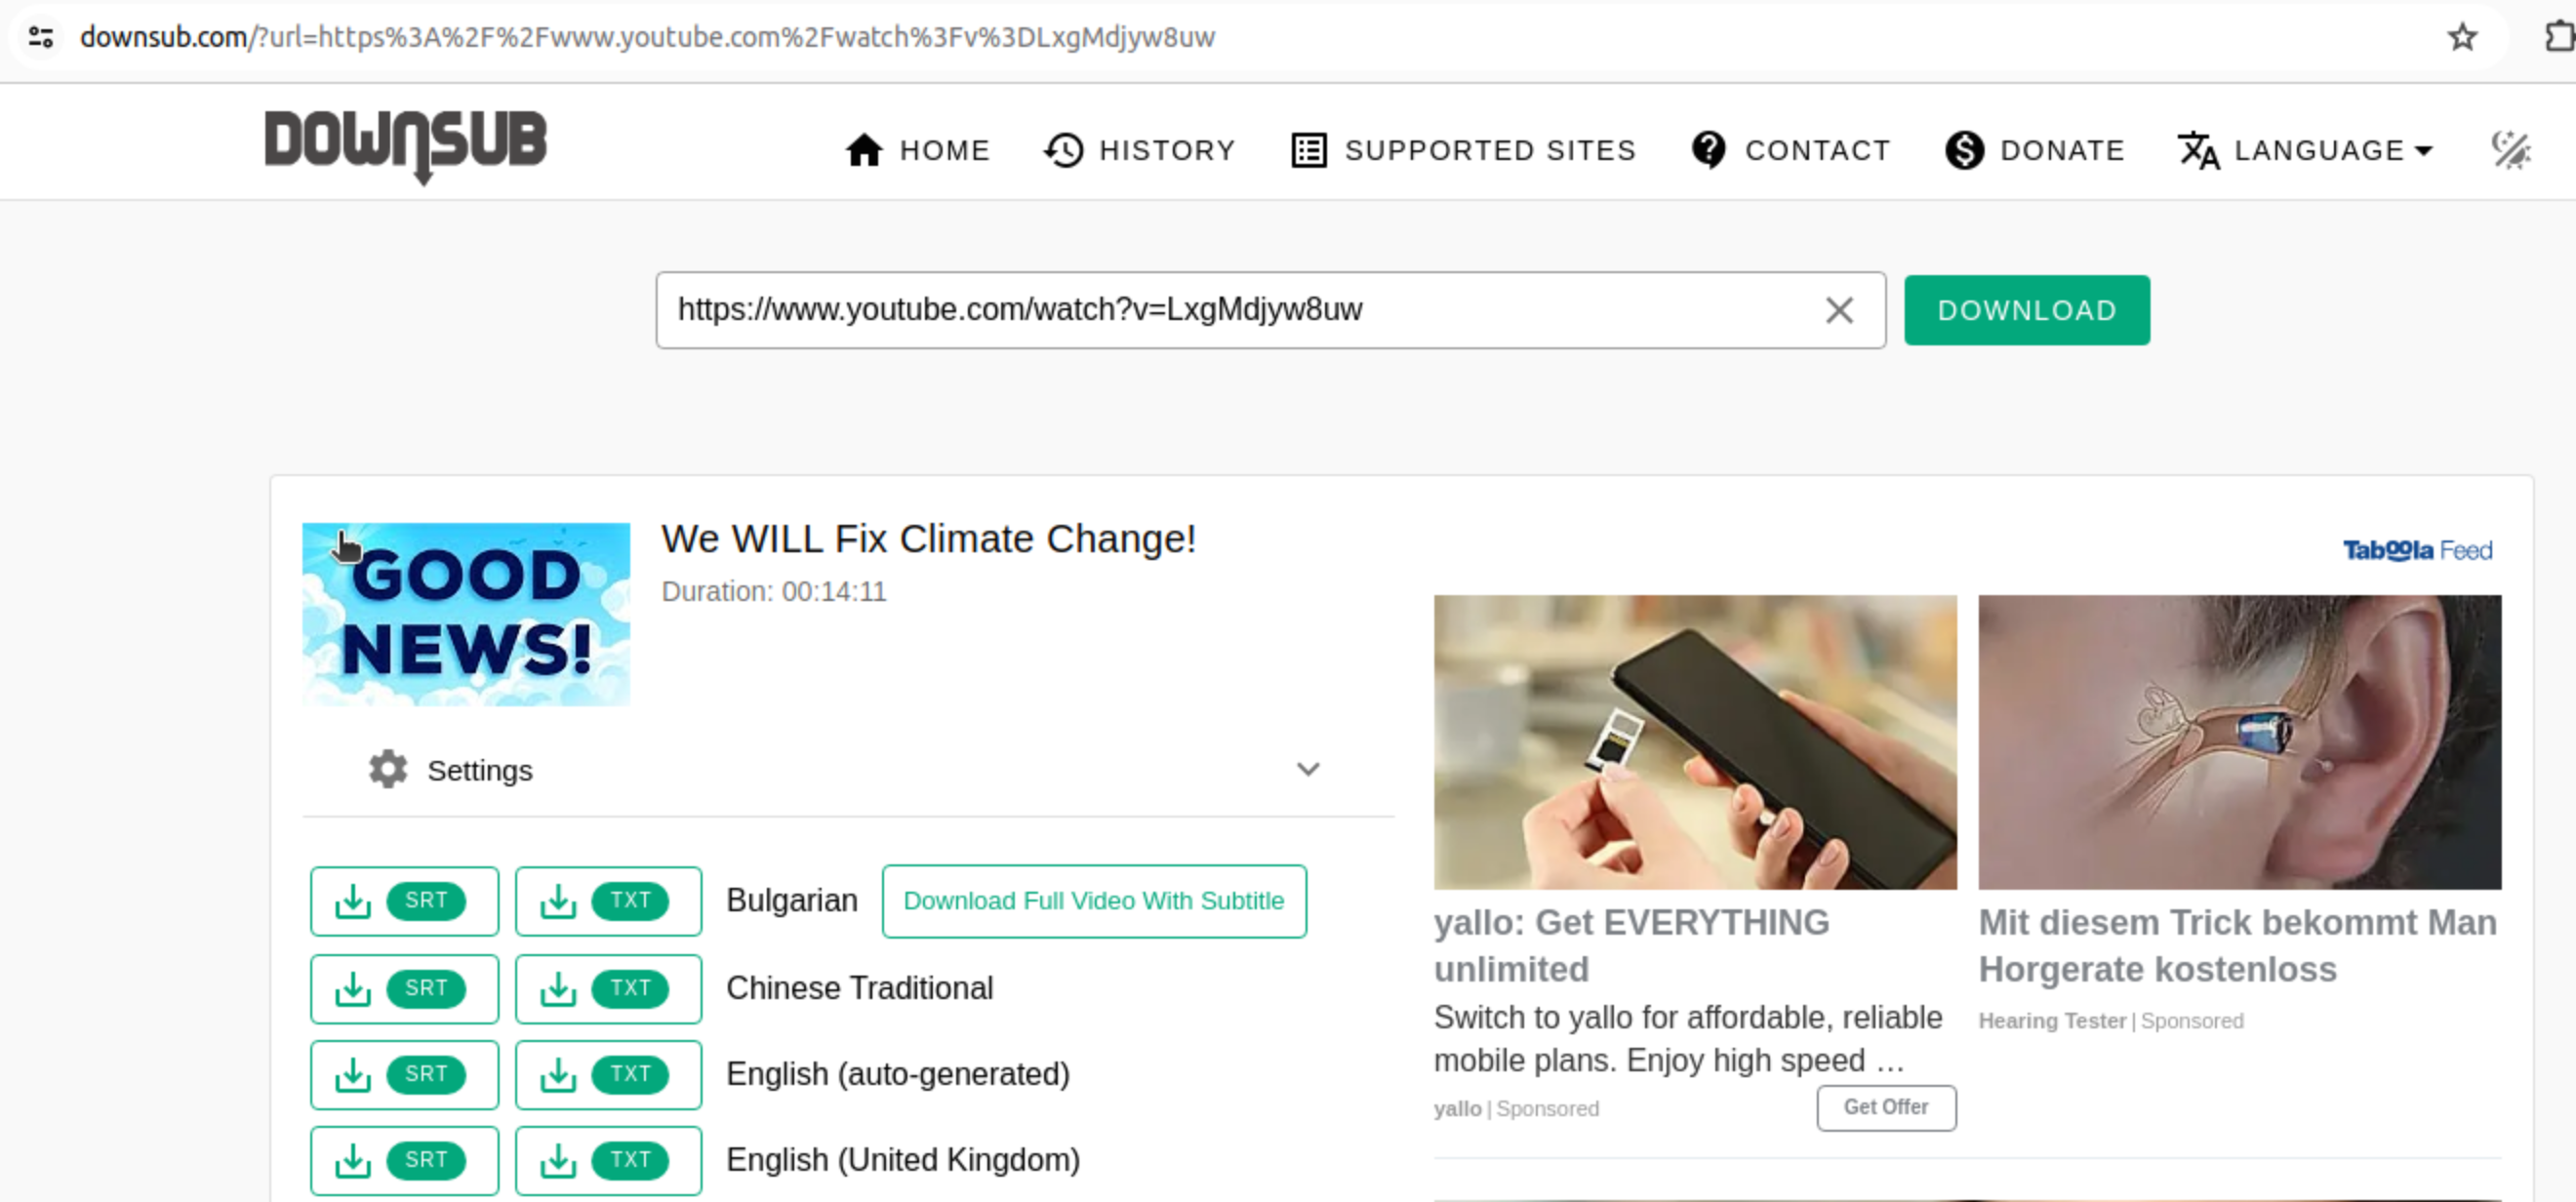 downsub.com/?url=https%3A%2F%2Fwww.youtube.com%2Fwatch%3Fv%3DLxgMdjyw8uw
DOWNSUB
HOME
HISTORY
SUPPORTED SITES
CONTACT
DONATE
LANGUAGE
https://www.youtube.com/watch?v=LxgMdjyw8uw
DOWNLOAD
GOOD
NEWS!
We WILL Fix Climate Change!
Duration: 00:14:11
Settings
SRT TXT Bulgarian Download Full Video With Subtitle
SRT TXT Chinese Traditional
SRT TXT English (auto-generated)
SRT TXT English (United Kingdom)
Taboola Feed
yallo: Get EVERYTHING
unlimited
Switch to yallo for affordable, reliable
mobile plans. Enjoy high speed …
yallo | Sponsored
Get Offer
Mit diesem Trick bekommt Man
Horgerate kostenloss
Hearing Tester | Sponsored